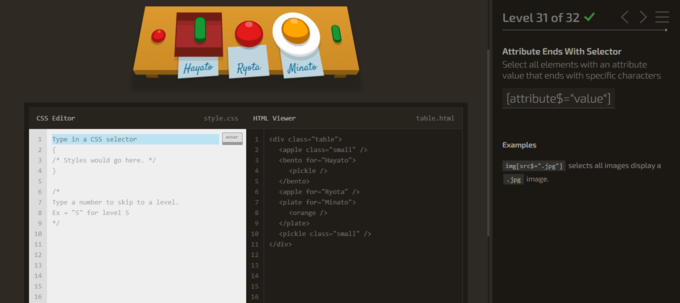 Level 31 of 32
Hayato
Ryota
Minato
Attribute Ends With Selector
Select all elements with an attribute
value that ends with specific characters
[attribute$="value"]
Examples
img[src$=".jpg"] selects all images display a
.jpg image.
CSS Editor
style.css
1 Type in a CSS selector
enter
2 {
3 /* Styles would go here. */
4 }
5
6 /*
7 Type a number to skip to a level.
8 Ex → "5" for level 5
9 */
10
11
12
13
14
15
16
HTML Viewer
table.html
1 <div class="table">
2 <apple class="small" />
3 <bento for="Hayato">
4 <pickle />
5 </bento>
6 <apple for="Ryota" />
7 <plate for="Minato">
8 <orange />
9 </plate>
10 <pickle class="small" />
11 </div>
12
13
14
15
16